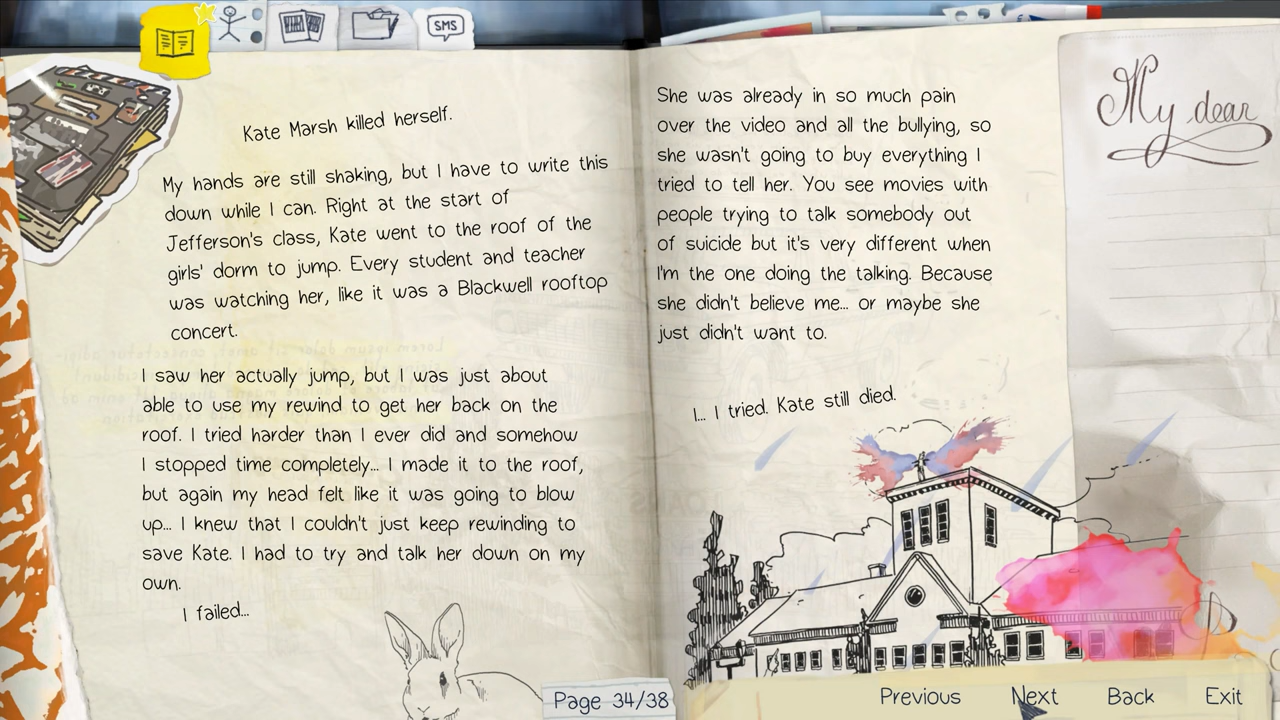 SMS
Kate Marsh killed herself.
My hands are still shaking, but I have to write this
down while I can. Right at the start of
Jefferson's class, Kate went to the roof of the
girls' dorm to jump. Every student and teacher
was watching her, like it was a Blackwell rooftop
concert.
I saw her actually jump, but I was just about
able to use my rewind to get her back on the
roof. I tried harder than I ever did and somehow
I stopped time completely... I made it to the roof,
but again my head felt like it was going to blow
up... I knew that I couldn't just keep rewinding to
save Kate. I had to try and talk her down on my
own.
I failed...
She was already in so much pain
over the video and all the bullying, so
she wasn't going to buy everything I
tried to tell her. You see movies with
people trying to talk somebody out
of suicide but it's very different when
I'm the one doing the talking. Because
she didn't believe me... or maybe she
just didn't want to.
I... I tried. Kate still died.
My dear
Page 34/38
Previous
Next
Back
Exit